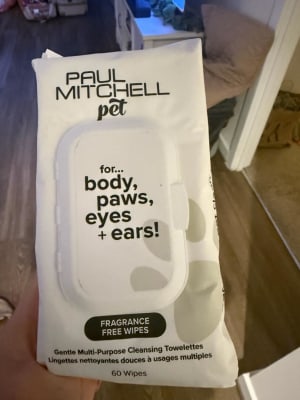 PAUL
MITCHELL
pet
for...
body,
paws,
eyes
+ ears!
FRAGRANCE
FREE WIPES
Gentle Multi-Purpose Cleansing Towelettes
Lingettes nettoyantes douces à usages multiples
60 Wipes